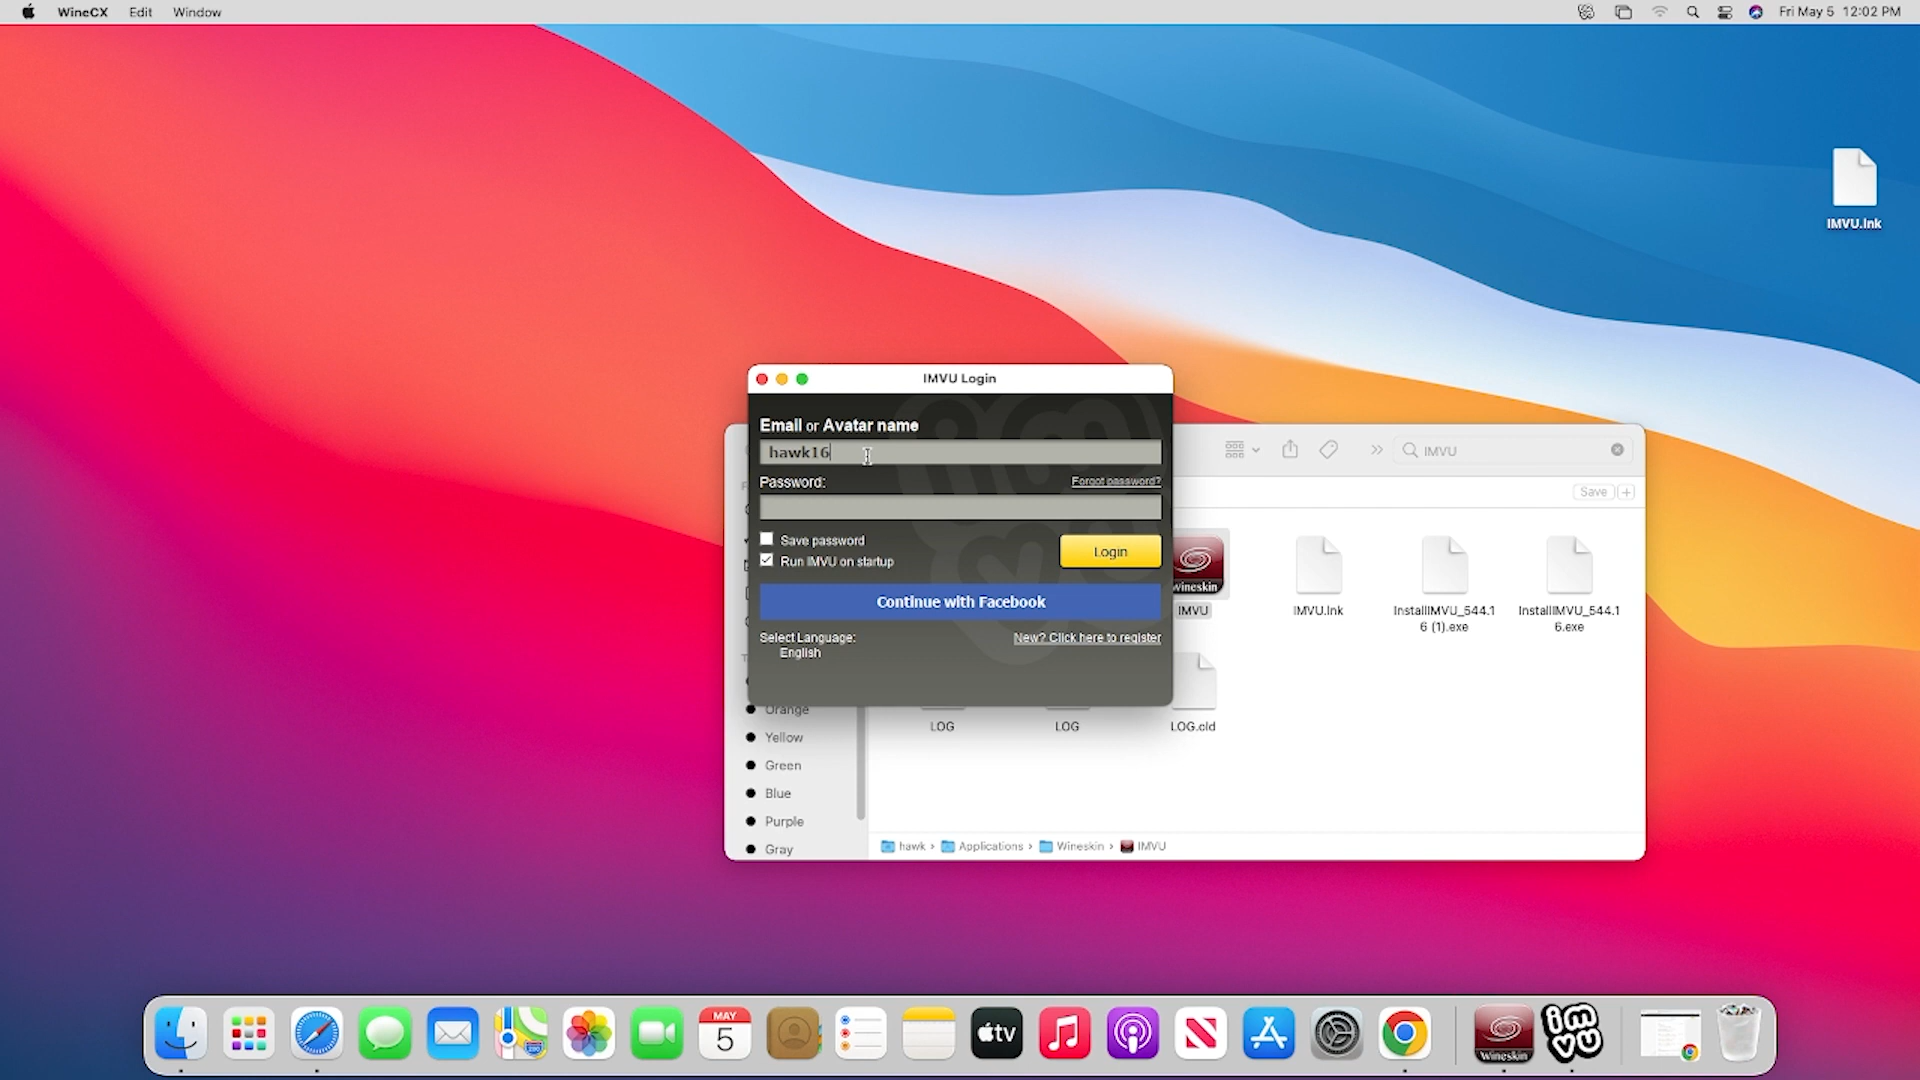 WineCX Edit Window
Fri May 5 12:02 PM
IMVU.lnk
IMVU Login
Email or Avatar name
hawk16
Password:
Forgot password?
Save password
Run IMVU on startup
Login
Continue with Facebook
Select Language:
English
New? Click here to register
IMVU
Save
Wineskin
IMVU
IMVU.lnk
InstallIMVU_544.1
6 (1).exe
InstallIMVU_544.1
6.exe
LOG
LOG
LOG.old
Orange
Yellow
Green
Blue
Purple
Gray
hawk › Applications › Wineskin › IMVU
MAY
5
tv
Wineskin
imvu